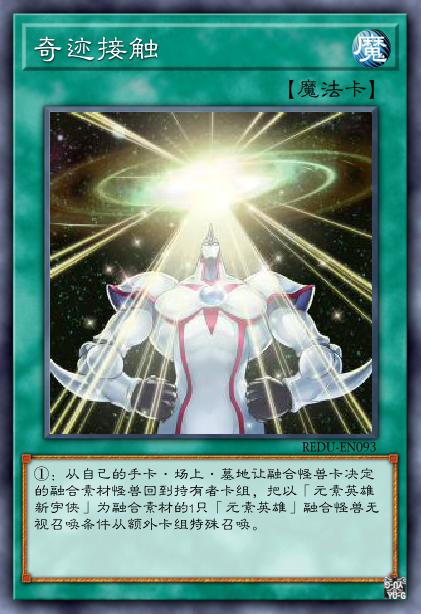 奇迹接触
魔
【魔法卡】
REDU-EN093
①：从自己的手卡·场上·墓地让融合怪兽卡决定
的融合素材怪兽回到持有者卡组，把以「元素英雄
新宇侠」为融合素材的1只「元素英雄」融合怪兽无
视召唤条件从额外卡组特殊召唤。